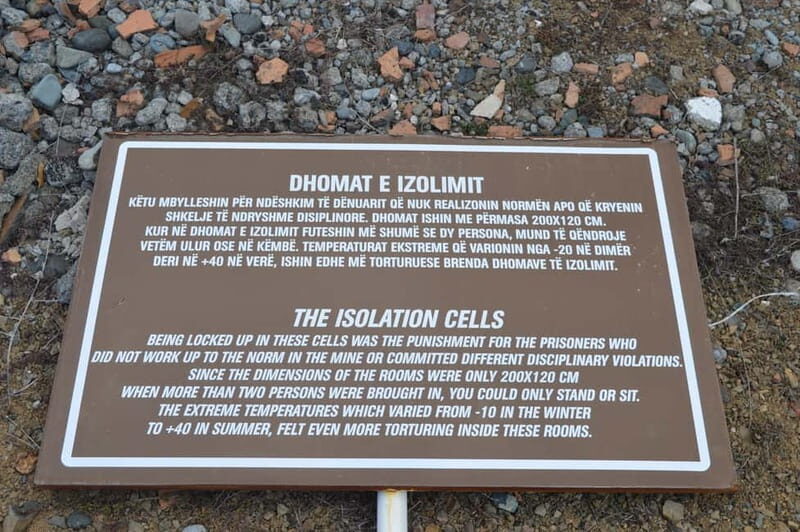 DHOMAT E IZOLIMIT
KËTU MBYLLESHIN PËR NDËSHKIM TË DËNUARIT QË NUK REALIZONIN NORMËN APO QË KRYENIN
SHKELJE TË NDRYSHME DISIPLINORE. DHOMAT ISHIN ME PËRMASA 200X120 CM.
KUR NË DHOMAT E IZOLIMIT FUTESHIN MË SHUMË SE DY PERSONA, MUND TË QËNDROJE
VETËM ULUR OSE NË KËMBË. TEMPERATURAT EKSTREME QË VARIONIN NGA -20 NË DIMËR
DERI NË +40 NË VERË, ISHIN EDHE MË TORTURUESE BRENDA DHOMAVE TË IZOLIMIT.
THE ISOLATION CELLS
BEING LOCKED UP IN THESE CELLS WAS THE PUNISHMENT FOR THE PRISONERS WHO
DID NOT WORK UP TO THE NORM IN THE MINE OR COMMITTED DIFFERENT DISCIPLINARY VIOLATIONS.
SINCE THE DIMENSIONS OF THE ROOMS WERE ONLY 200X120 CM
WHEN MORE THAN TWO PERSONS WERE BROUGHT IN, YOU COULD ONLY STAND OR SIT.
THE EXTREME TEMPERATURES WHICH VARIED FROM -10 IN THE WINTER
TO +40 IN SUMMER, FELT EVEN MORE TORTURING INSIDE THESE ROOMS.